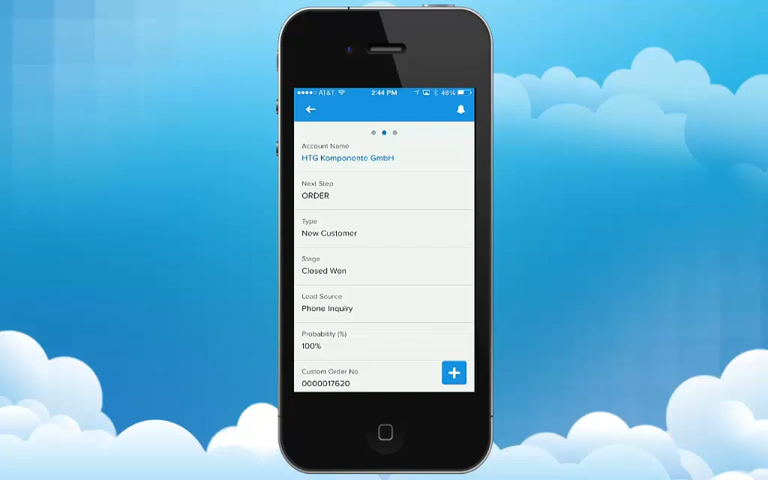 AT&T 2:44 PM 48%
Account Name
HTG Komponente GmbH
Next Step
ORDER
Type
New Customer
Stage
Closed Won
Lead Source
Phone Inquiry
Probability (%)
100%
Custom Order No.
0000017620